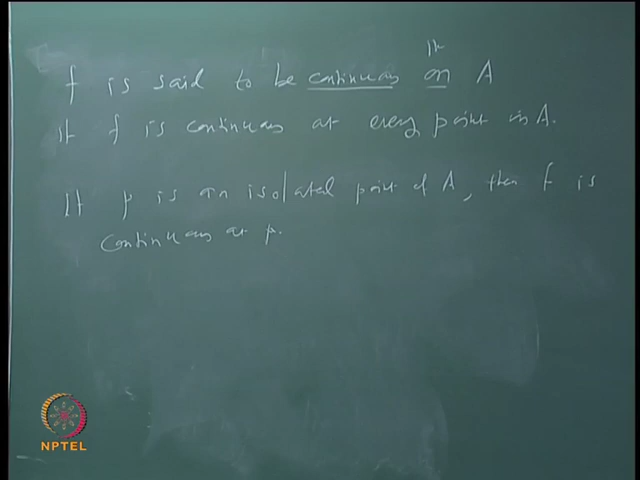 f is said to be continuous on A
if f is continuous at every point in A.
If p is an isolated point of A, then f is
continuous at p.
NPTEL